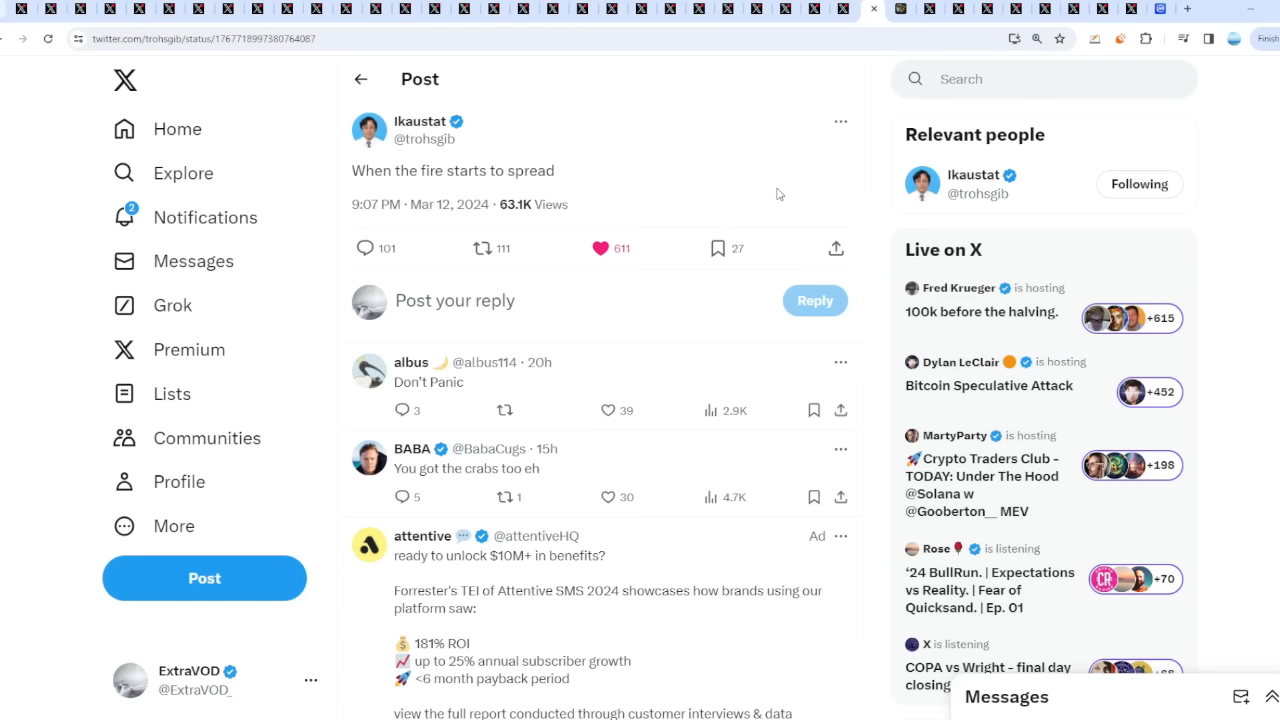 twitter.com/trohsgib/status/1767718997380764087
Finish
Home
Explore
2
Notifications
Messages
Grok
Premium
Lists
Communities
Profile
More
Post
ExtraVOD
@ExtraVOD_
Post
Ikaustat
@trohsgib
When the fire starts to spread
9:07 PM · Mar 12, 2024 · 63.1K Views
101 111 611 27
Post your reply
Reply
albus 🌙 @albus114 · 20h
Don't Panic
3 39 2.9K
BABA @BabaCugs · 15h
You got the crabs too eh
5 1 30 4.7K
attentive 💬 @attentiveHQ Ad
ready to unlock $10M+ in benefits?
Forrester's TEI of Attentive SMS 2024 showcases how brands using our
platform saw:
💰 181% ROI
📈 up to 25% annual subscriber growth
🚀 <6 month payback period
view the full report conducted through customer interviews & data
Search
Relevant people
Ikaustat
@trohsgib
Following
Live on X
Fred Krueger is hosting
100k before the halving.
+615
Dylan LeClair 🟠 is hosting
Bitcoin Speculative Attack
+452
MartyParty is hosting
🚀Crypto Traders Club -
TODAY: Under The Hood
@Solana w
@Gooberton__ MEV
+198
Rose 🌹 is listening
'24 BullRun. | Expectations
vs Reality. | Fear of
Quicksand. | Ep. 01
+70
X is listening
COPA vs Wright - final day
closing
Messages